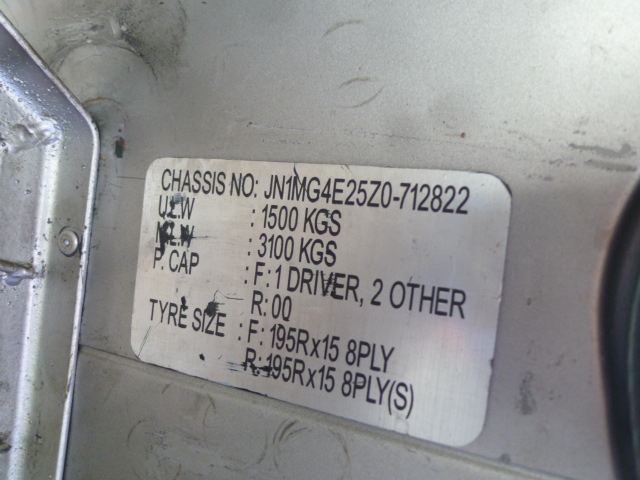 CHASSIS NO: JN1MG4E25Z0-712822
U.L.W : 1500 KGS
M.L.W : 3100 KGS
P. CAP : F: 1 DRIVER, 2 OTHER
R: 00
TYRE SIZE : F: 195Rx15 8PLY
R: 195Rx15 8PLY(S)